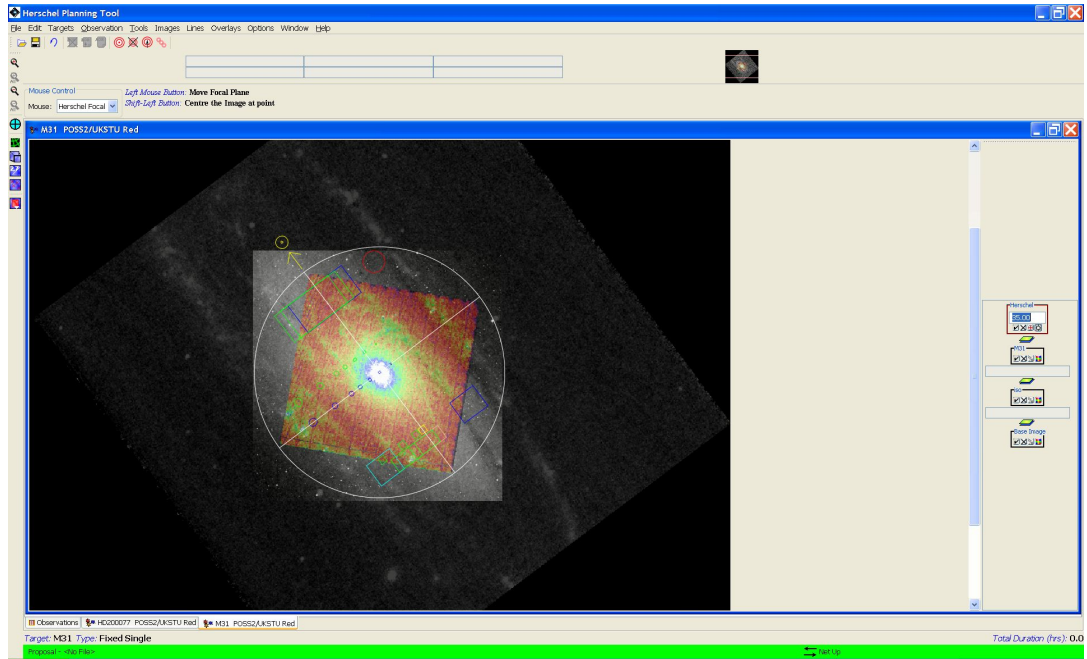 Herschel Planning Tool
File Edit Targets Observation Tools Images Lines Overlays Options Window Help
Mouse Control
Left Mouse Button: Move Focal Plane
Mouse: Herschel Focal
Shift-Left Button: Centre the Image at point
M31 POSS2/UKSTU Red
Herschel
35.00
M31
Iso
Base Image
Observations HD200077 POSS2/UKSTU Red M31 POSS2/UKSTU Red
Target: M31 Type: Fixed Single Total Duration (hrs): 0.0
Proposal - <No File> Net Up